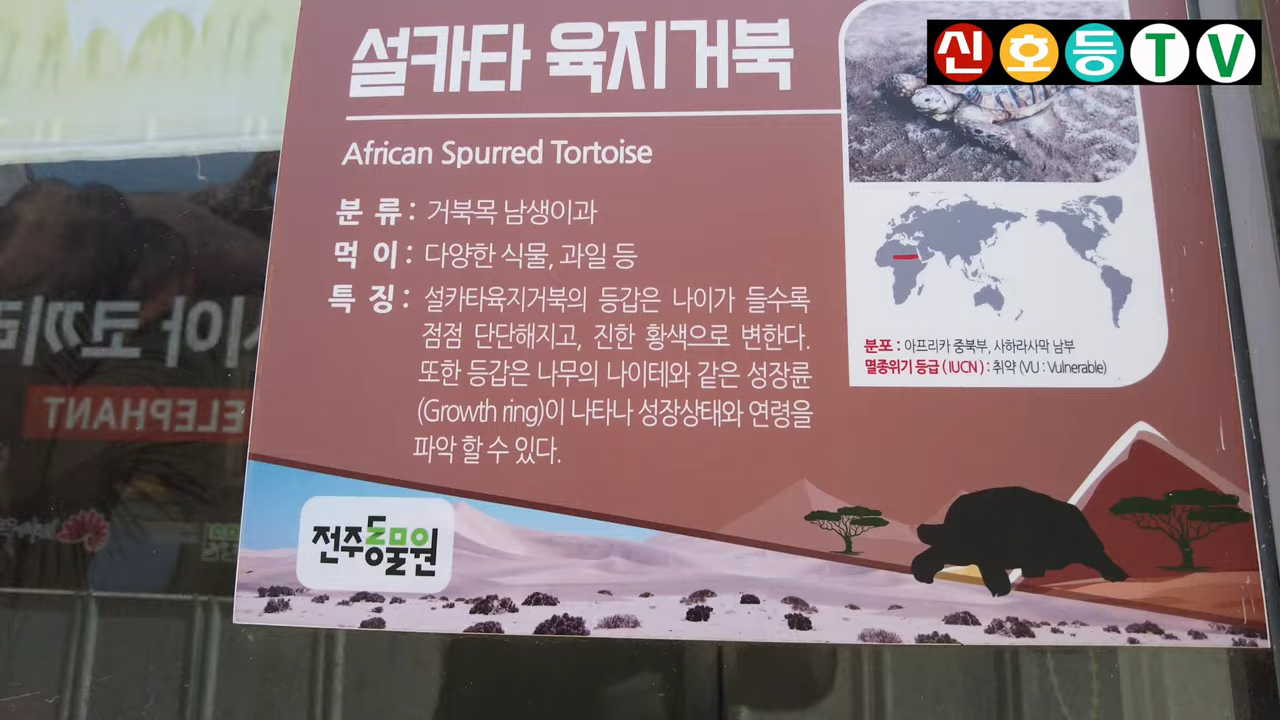 신호등TV
설카타 육지거북
African Spurred Tortoise
분 류 : 거북목 남생이과
먹 이 : 다양한 식물, 과일 등
특 징 : 설카타육지거북의 등갑은 나이가 들수록
점점 단단해지고, 진한 황색으로 변한다.
또한 등갑은 나무의 나이테와 같은 성장륜
(Growth ring)이 나타나 성장상태와 연령을
파악 할 수 있다.
분포 : 아프리카 중북부, 사하라사막 남부
멸종위기 등급 ( IUCN ) : 취약 (VU : Vulnerable)
전주동물원
아 코끼리
ELEPHANT